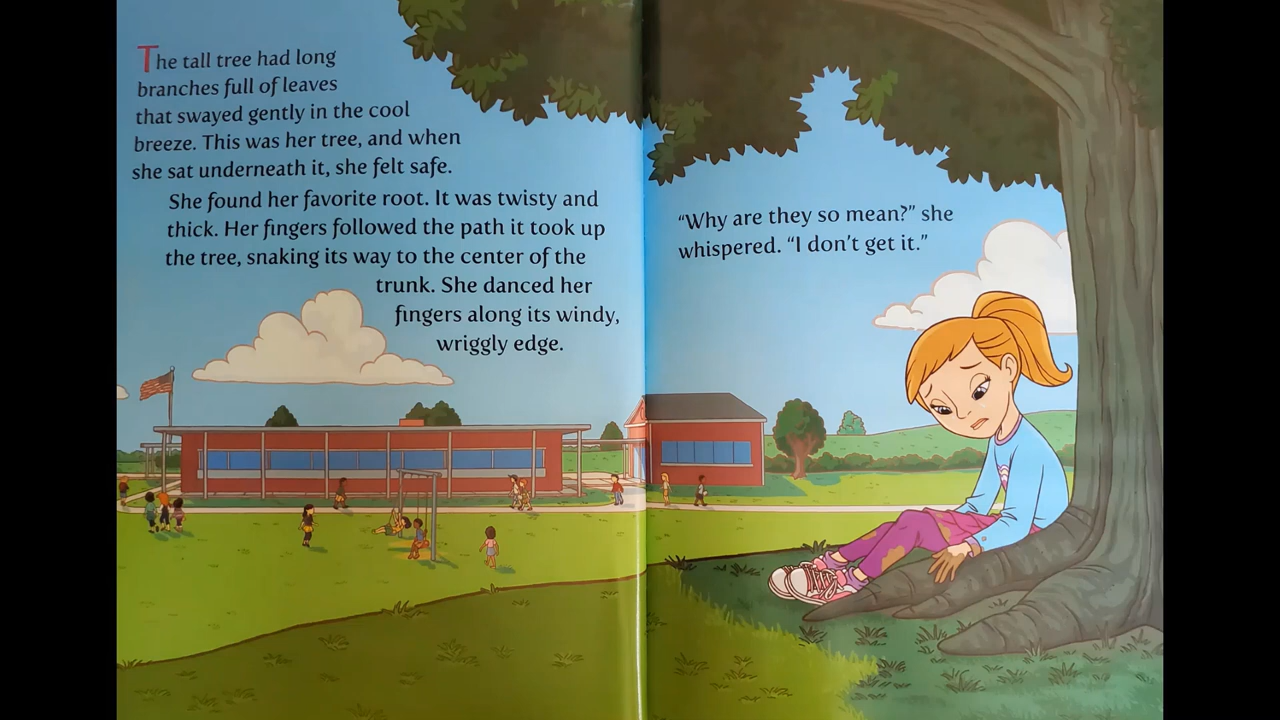 The tall tree had long
branches full of leaves
that swayed gently in the cool
breeze. This was her tree, and when
she sat underneath it, she felt safe.
She found her favorite root. It was twisty and
thick. Her fingers followed the path it took up
the tree, snaking its way to the center of the
trunk. She danced her
fingers along its windy,
wriggly edge.
“Why are they so mean?” she
whispered. “I don’t get it.”